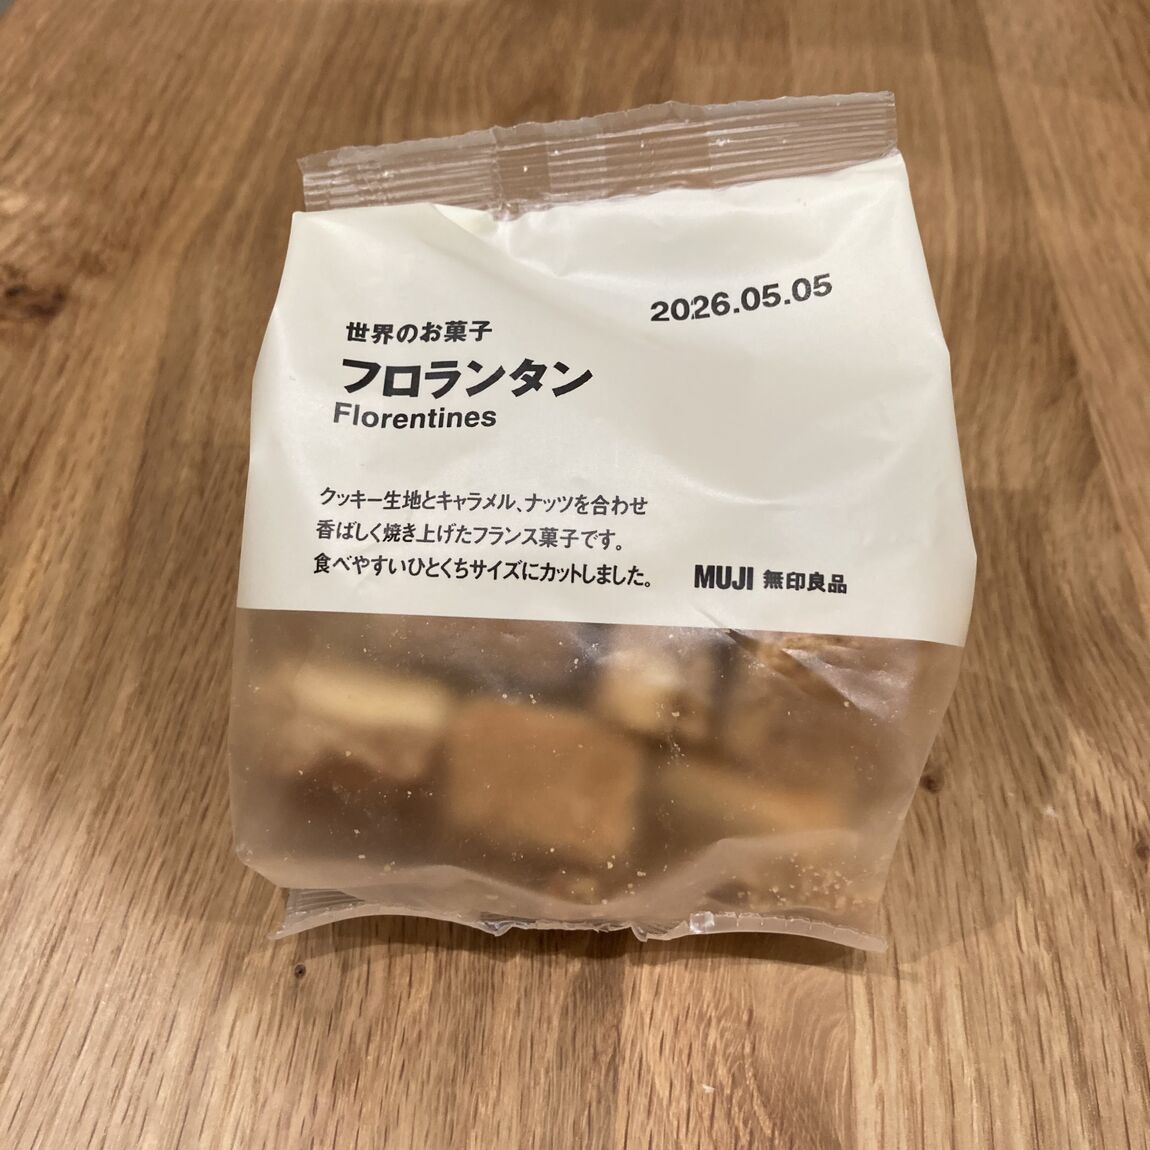 2026.05.05
世界のお菓子
フロランタン
Florentines
クッキー生地とキャラメル、ナッツを合わせ
香ばしく焼き上げたフランス菓子です。
食べやすいひとくちサイズにカットしました。
MUJI 無印良品